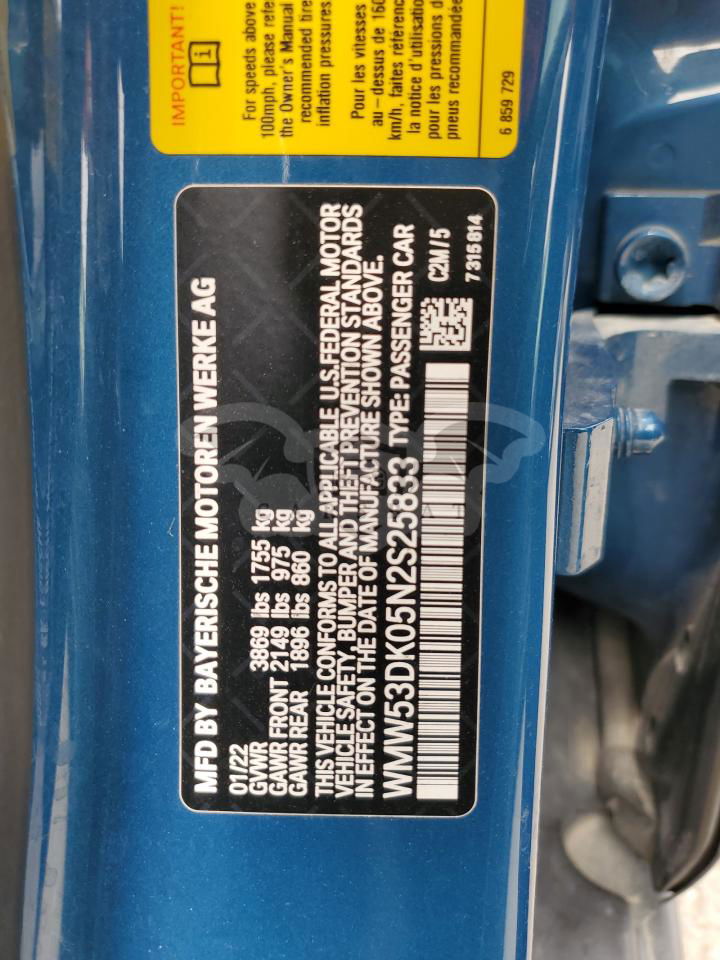 MFD BY BAYERISCHE MOTOREN WERKE AG
01/22
GVWR 3869 lbs 1755 kg
GAWR FRONT 2149 lbs 975 kg
GAWR REAR 1896 lbs 860 kg
THIS VEHICLE CONFORMS TO ALL APPLICABLE U.S.FEDERAL MOTOR
VEHICLE SAFETY, BUMPER AND THEFT PREVENTION STANDARDS
IN EFFECT ON THE DATE OF MANUFACTURE SHOWN ABOVE.
WMW53DK05N2S25833 TYPE: PASSENGER CAR
C2M/5
7 315 614
IMPORTANT!
For speeds above
100mph, please refe
the Owner's Manual
recommended tire
inflation pressures
Pour les vitesses
au-dessus de 160
km/h, faites référenc
la notice d'utilisation
pour les pressions d
pneus recommandée
6 859 729